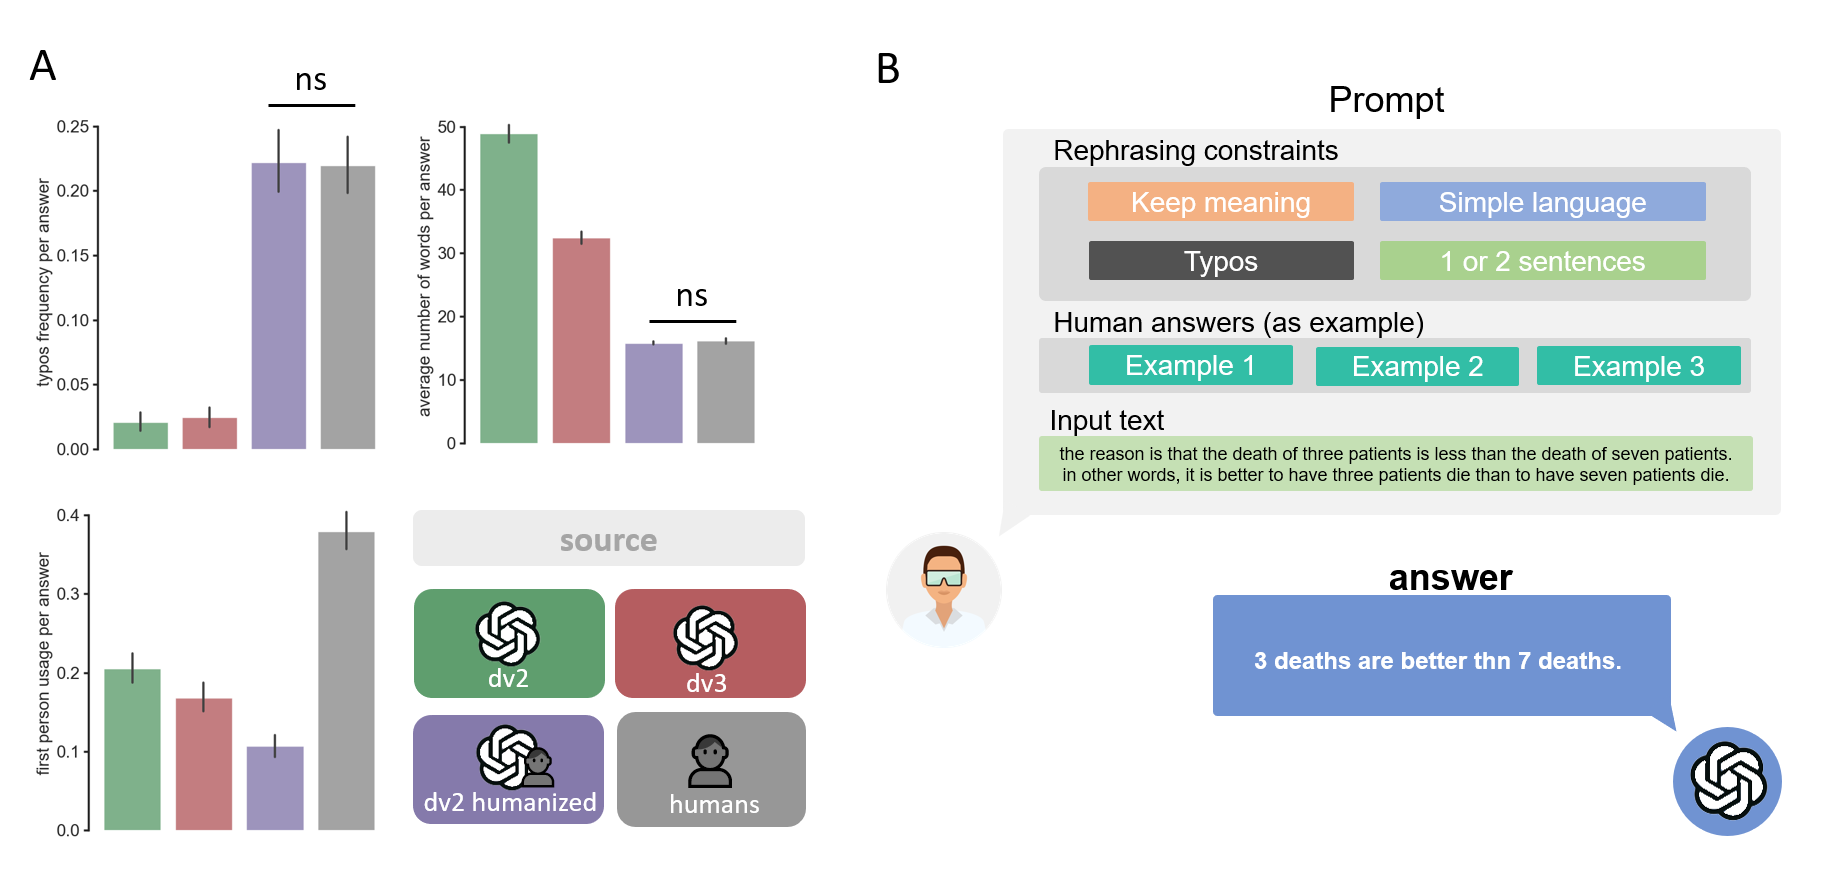 A
ns
0.25
0.20
0.15
0.10
0.05
0.00
typos frequency per answer
50
40
30
20
10
0
average number of words per answer
ns
0.4
0.3
0.2
0.1
0.0
first person usage per answer
source
dv2
dv3
dv2 humanized
humans
B
Prompt
Rephrasing constraints
Keep meaning
Simple language
Typos
1 or 2 sentences
Human answers (as example)
Example 1
Example 2
Example 3
Input text
the reason is that the death of three patients is less than the death of seven patients.
in other words, it is better to have three patients die than to have seven patients die.
answer
3 deaths are better thn 7 deaths.